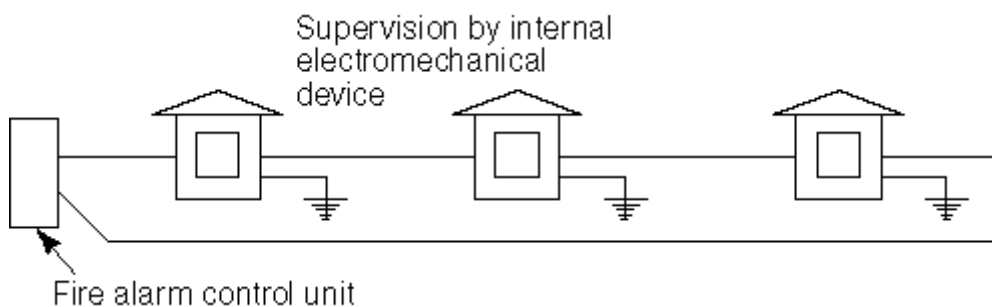 Supervision by internal
electromechanical
device
Fire alarm control unit